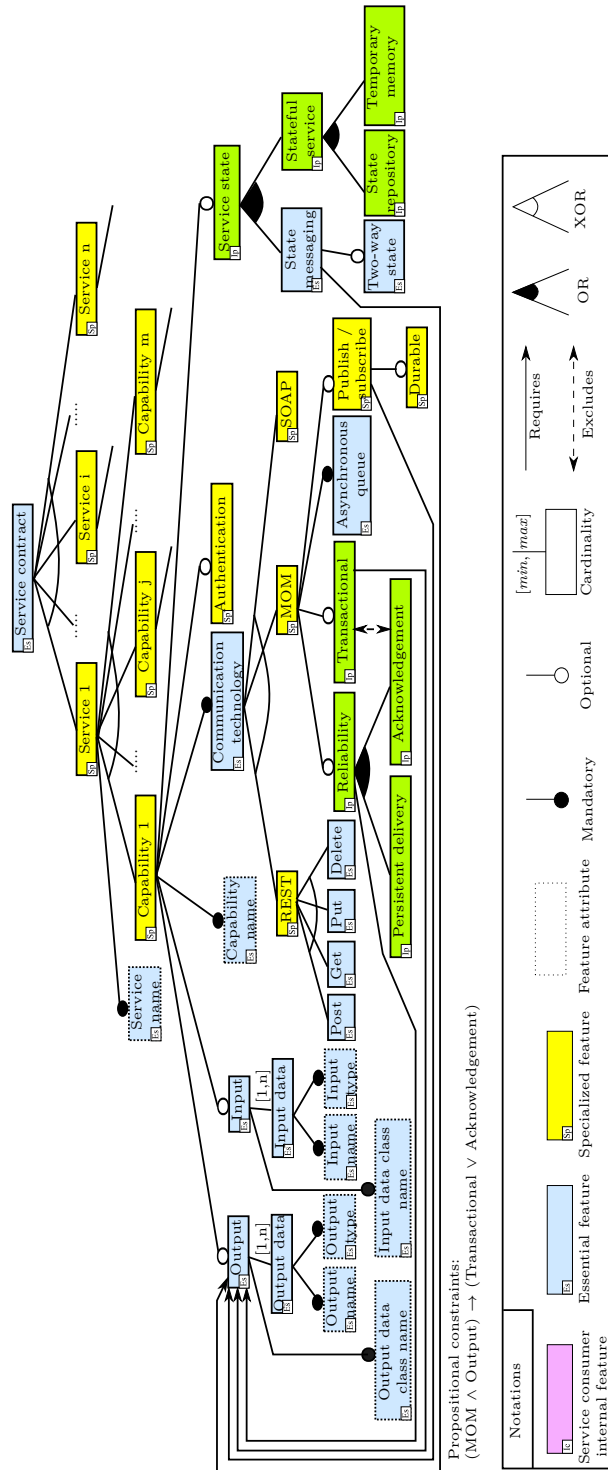 Es Service contract
Sp Service 1
.....
Sp Service i
.....
Sp Service n
Es Service
name
Sp Capability 1
.....
Sp Capability j
.....
Sp Capability m
Es Output
Es Input
Es Capability
name
Es Communication
technology
Sp Authentication
Ip Service state
[1,n]
Es Output data
[1,n]
Es Input data
Sp REST
Sp MOM
Sp SOAP
Es State
messaging
Ip Stateful
service
Es Output
name
Es Output
type
Es Input
name
Es Input
type
Es Post
Es Get
Es Put
Es Delete
Ip Reliability
Ip Transactional
Es Asynchronous
queue
Sp Publish /
subscribe
Es Two-way
state
Ip State
repository
Ip Temporary
memory
Es Output data
class name
Es Input data class
name
Ip Persistent delivery
Ip Acknowledgement
Sp Durable
Propositional constraints:
(MOM ∧ Output) → (Transactional ∨ Acknowledgement)
Notations
Ic
Service consumer
internal feature
Es
Essential feature
Sp
Specialized feature
Feature attribute
Mandatory
Optional
[min, max]
Cardinality
Requires
Excludes
OR
XOR